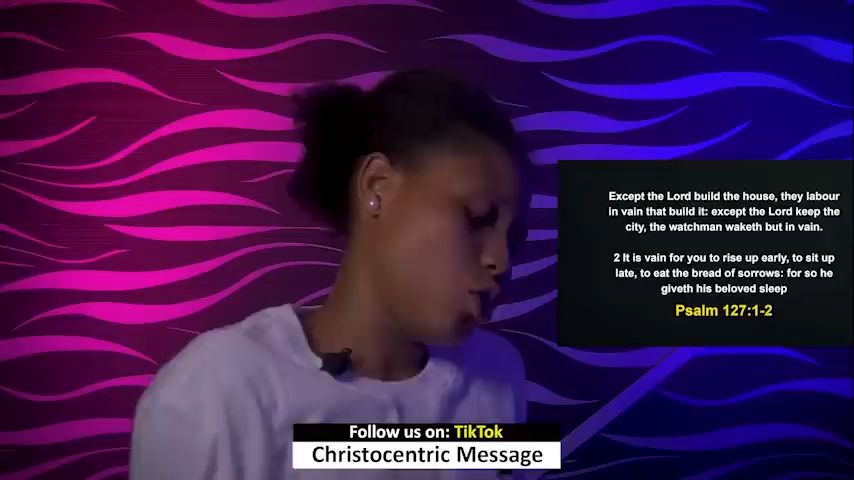 Except the Lord build the house, they labour
in vain that build it: except the Lord keep the
city, the watchman waketh but in vain.
2 It is vain for you to rise up early, to sit up
late, to eat the bread of sorrows: for so he
giveth his beloved sleep
Psalm 127:1-2
Follow us on: TikTok
Christocentric Message